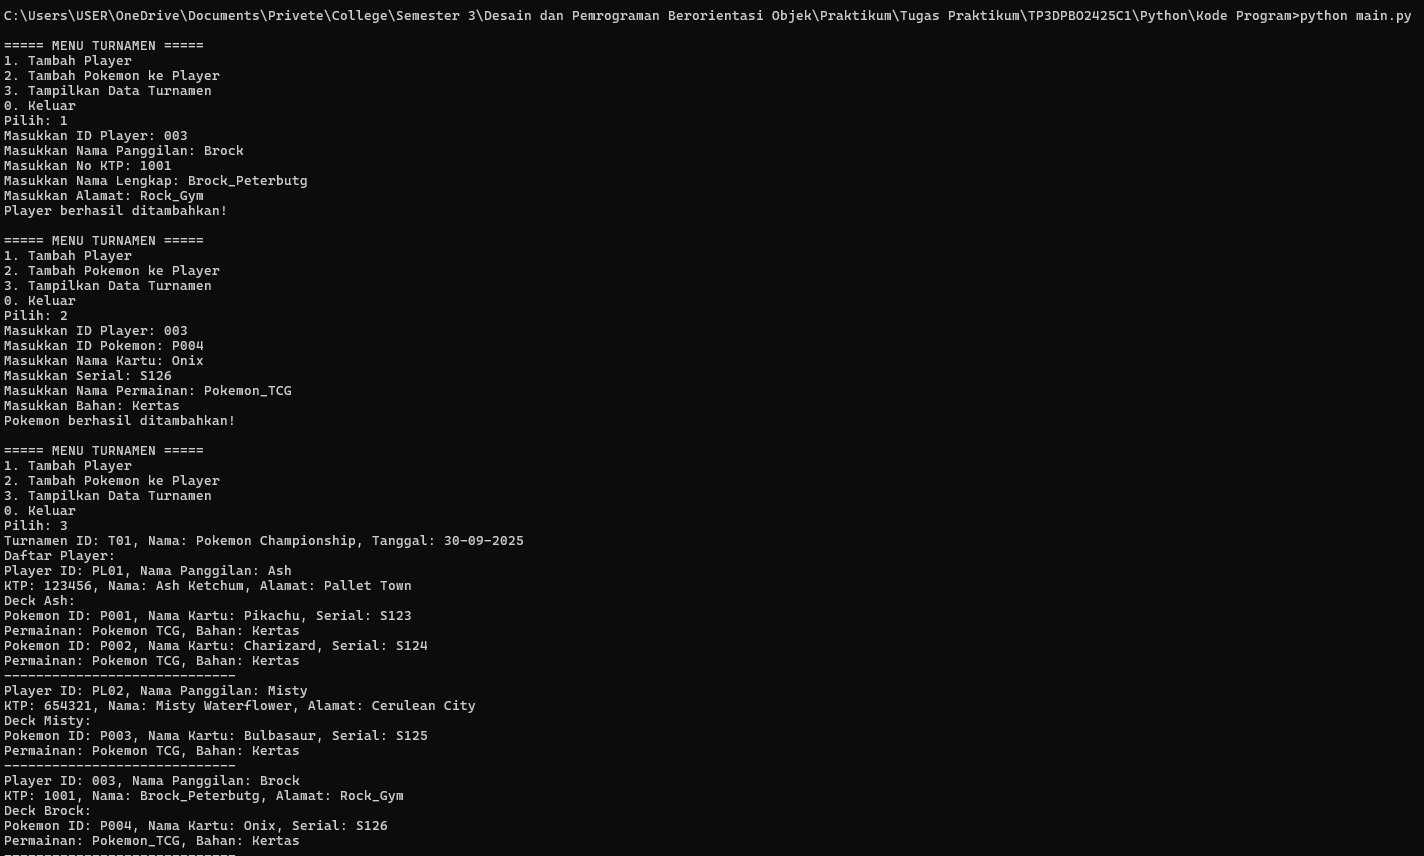 C:\Users\USER\OneDrive\Documents\Privete\College\Semester 3\Desain dan Pemrograman Berorientasi Objek\Praktikum\Tugas Praktikum\TP3DPBO2425C1\Python\Kode Program>python main.py
===== MENU TURNAMEN =====
1. Tambah Player
2. Tambah Pokemon ke Player
3. Tampilkan Data Turnamen
0. Keluar
Pilih: 1
Masukkan ID Player: 003
Masukkan Nama Panggilan: Brock
Masukkan No KTP: 1001
Masukkan Nama Lengkap: Brock_Peterbutg
Masukkan Alamat: Rock_Gym
Player berhasil ditambahkan!
===== MENU TURNAMEN =====
1. Tambah Player
2. Tambah Pokemon ke Player
3. Tampilkan Data Turnamen
0. Keluar
Pilih: 2
Masukkan ID Player: 003
Masukkan ID Pokemon: P004
Masukkan Nama Kartu: Onix
Masukkan Serial: S126
Masukkan Nama Permainan: Pokemon_TCG
Masukkan Bahan: Kertas
Pokemon berhasil ditambahkan!
===== MENU TURNAMEN =====
1. Tambah Player
2. Tambah Pokemon ke Player
3. Tampilkan Data Turnamen
0. Keluar
Pilih: 3
Turnamen ID: T01, Nama: Pokemon Championship, Tanggal: 30-09-2025
Daftar Player:
Player ID: PL01, Nama Panggilan: Ash
KTP: 123456, Nama: Ash Ketchum, Alamat: Pallet Town
Deck Ash:
Pokemon ID: P001, Nama Kartu: Pikachu, Serial: S123
Permainan: Pokemon TCG, Bahan: Kertas
Pokemon ID: P002, Nama Kartu: Charizard, Serial: S124
Permainan: Pokemon TCG, Bahan: Kertas
-----------------------------
Player ID: PL02, Nama Panggilan: Misty
KTP: 654321, Nama: Misty Waterflower, Alamat: Cerulean City
Deck Misty:
Pokemon ID: P003, Nama Kartu: Bulbasaur, Serial: S125
Permainan: Pokemon TCG, Bahan: Kertas
-----------------------------
Player ID: 003, Nama Panggilan: Brock
KTP: 1001, Nama: Brock_Peterbutg, Alamat: Rock_Gym
Deck Brock:
Pokemon ID: P004, Nama Kartu: Onix, Serial: S126
Permainan: Pokemon_TCG, Bahan: Kertas
-----------------------------